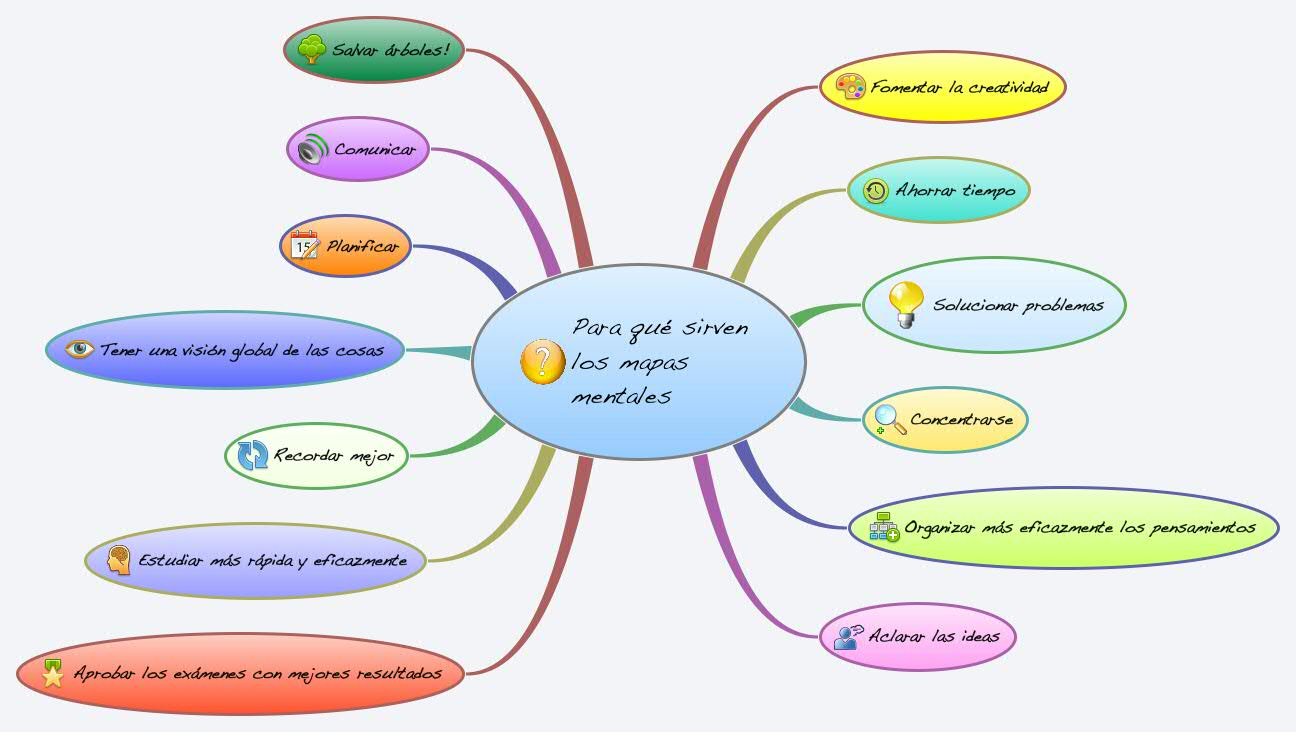 Para qué sirven
los mapas
mentales
Fomentar la creatividad
Ahorrar tiempo
Solucionar problemas
Concentrarse
Organizar más eficazmente los pensamientos
Aclarar las ideas
Salvar árboles!
Comunicar
15
Planificar
Tener una visión global de las cosas
Recordar mejor
Estudiar más rápida y eficazmente
Aprobar los exámenes con mejores resultados